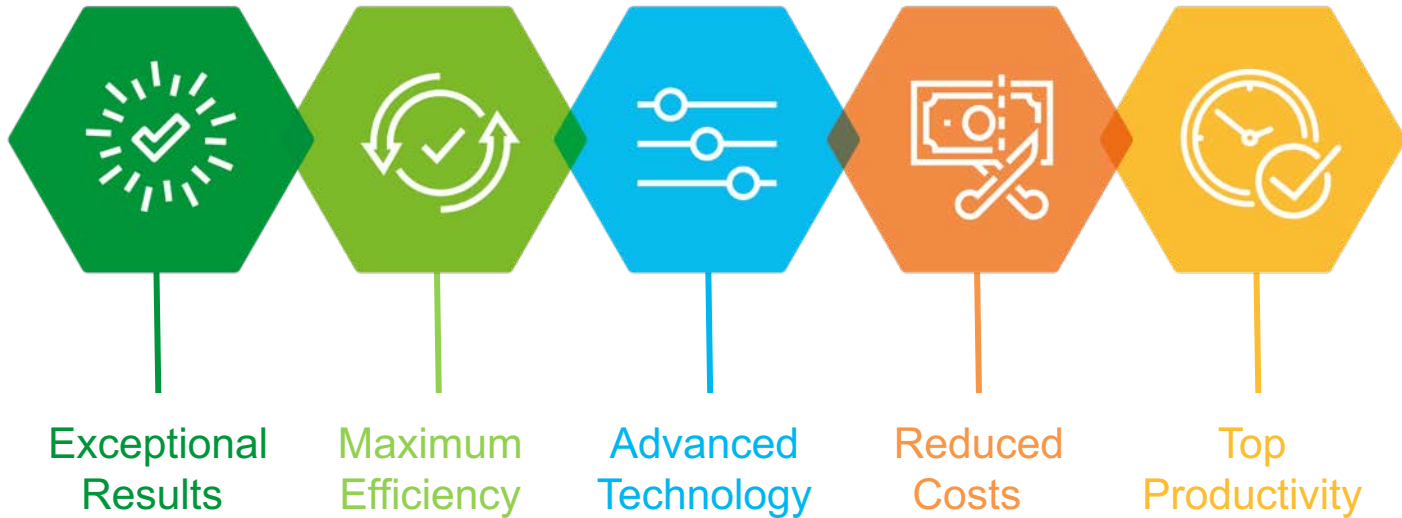 Exceptional
Results
Maximum
Efficiency
Advanced
Technology
Reduced
Costs
Top
Productivity